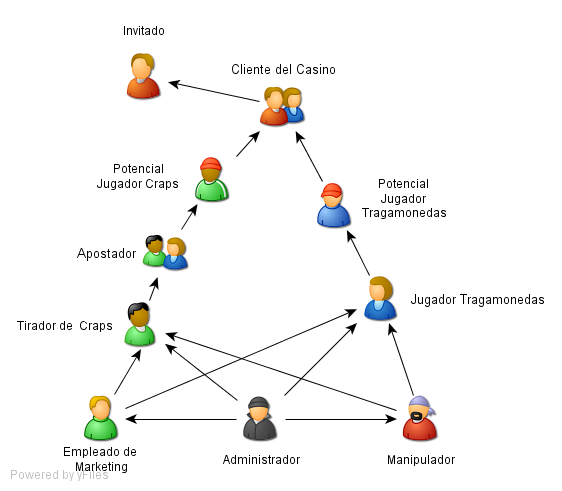 Invitado
Cliente del Casino
Potencial
Jugador Craps
Potencial
Jugador
Tragamonedas
Apostador
Jugador Tragamonedas
Tirador de Craps
Empleado de
Marketing
Administrador
Manipulador
Powered by yFiles